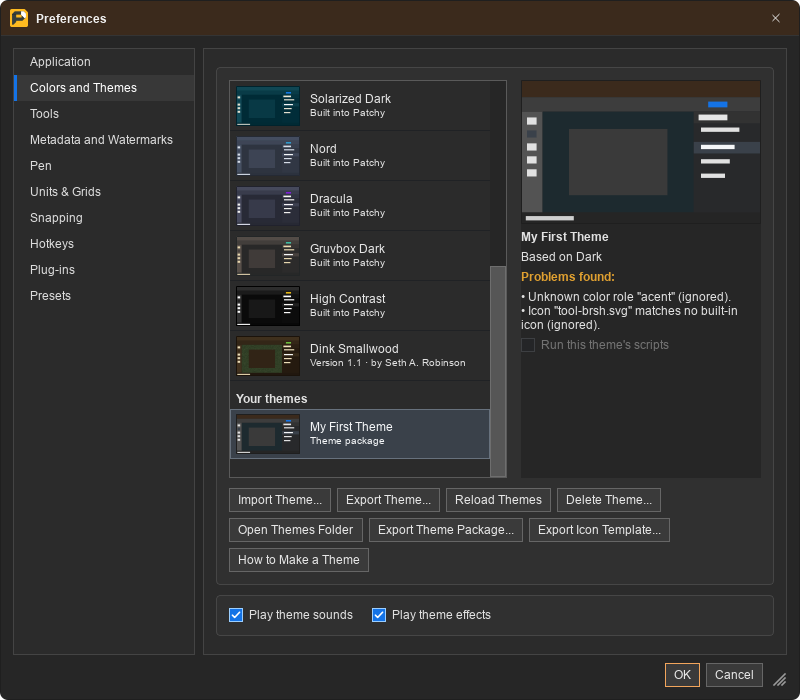 Preferences
Application
Colors and Themes
Tools
Metadata and Watermarks
Pen
Units & Grids
Snapping
Hotkeys
Plug-ins
Presets
Solarized Dark
Built into Patchy
Nord
Built into Patchy
Dracula
Built into Patchy
Gruvbox Dark
Built into Patchy
High Contrast
Built into Patchy
Dink Smallwood
Version 1.1 · by Seth A. Robinson
Your themes
My First Theme
Theme package
My First Theme
Based on Dark
Problems found:
• Unknown color role "acent" (ignored).
• Icon "tool-brsh.svg" matches no built-in
icon (ignored).
Run this theme's scripts
Import Theme...
Export Theme...
Reload Themes
Delete Theme...
Open Themes Folder
Export Theme Package...
Export Icon Template...
How to Make a Theme
Play theme sounds
Play theme effects
OK
Cancel